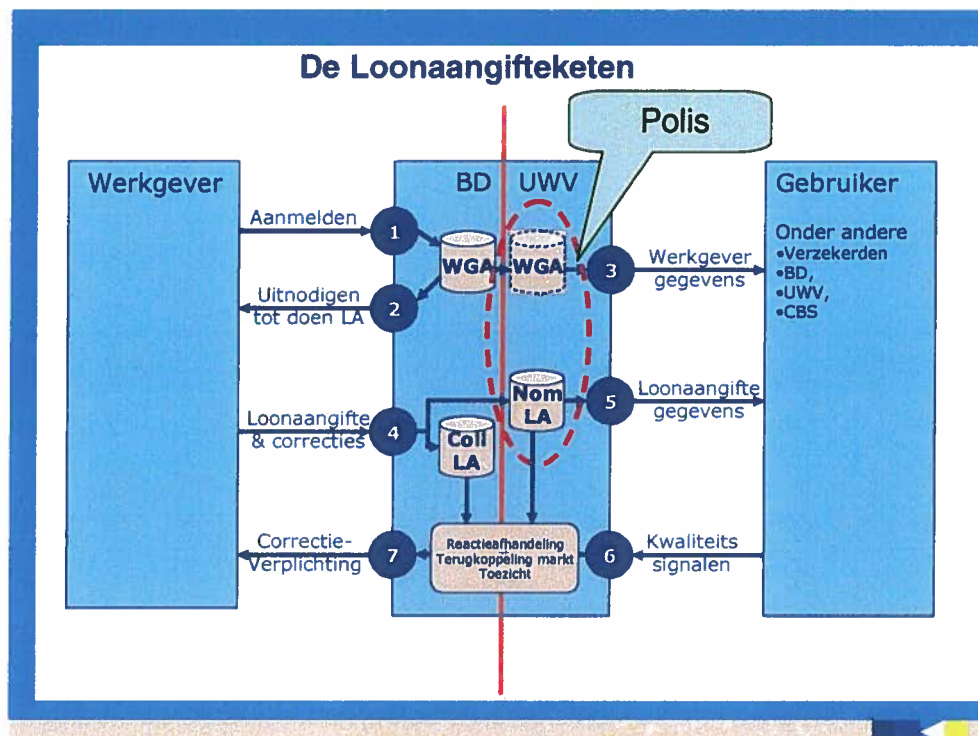 De Loonaangifteketen
Polis
Werkgever
BD
UWV
Gebruiker
Aanmelden
1
WGA
WGA
3
Werkgever
gegevens
Onder andere
•Verzekerden
•BD,
•UWV,
•CBS
Uitnodigen
tot doen LA
2
Loonaangifte
& correcties
4
Coll
LA
Nom
LA
5
Loonaangifte
gegevens
Correctie-
Verplichting
7
Reactieafhandeling
Terugkoppeling markt
Toezicht
6
Kwaliteits
signalen